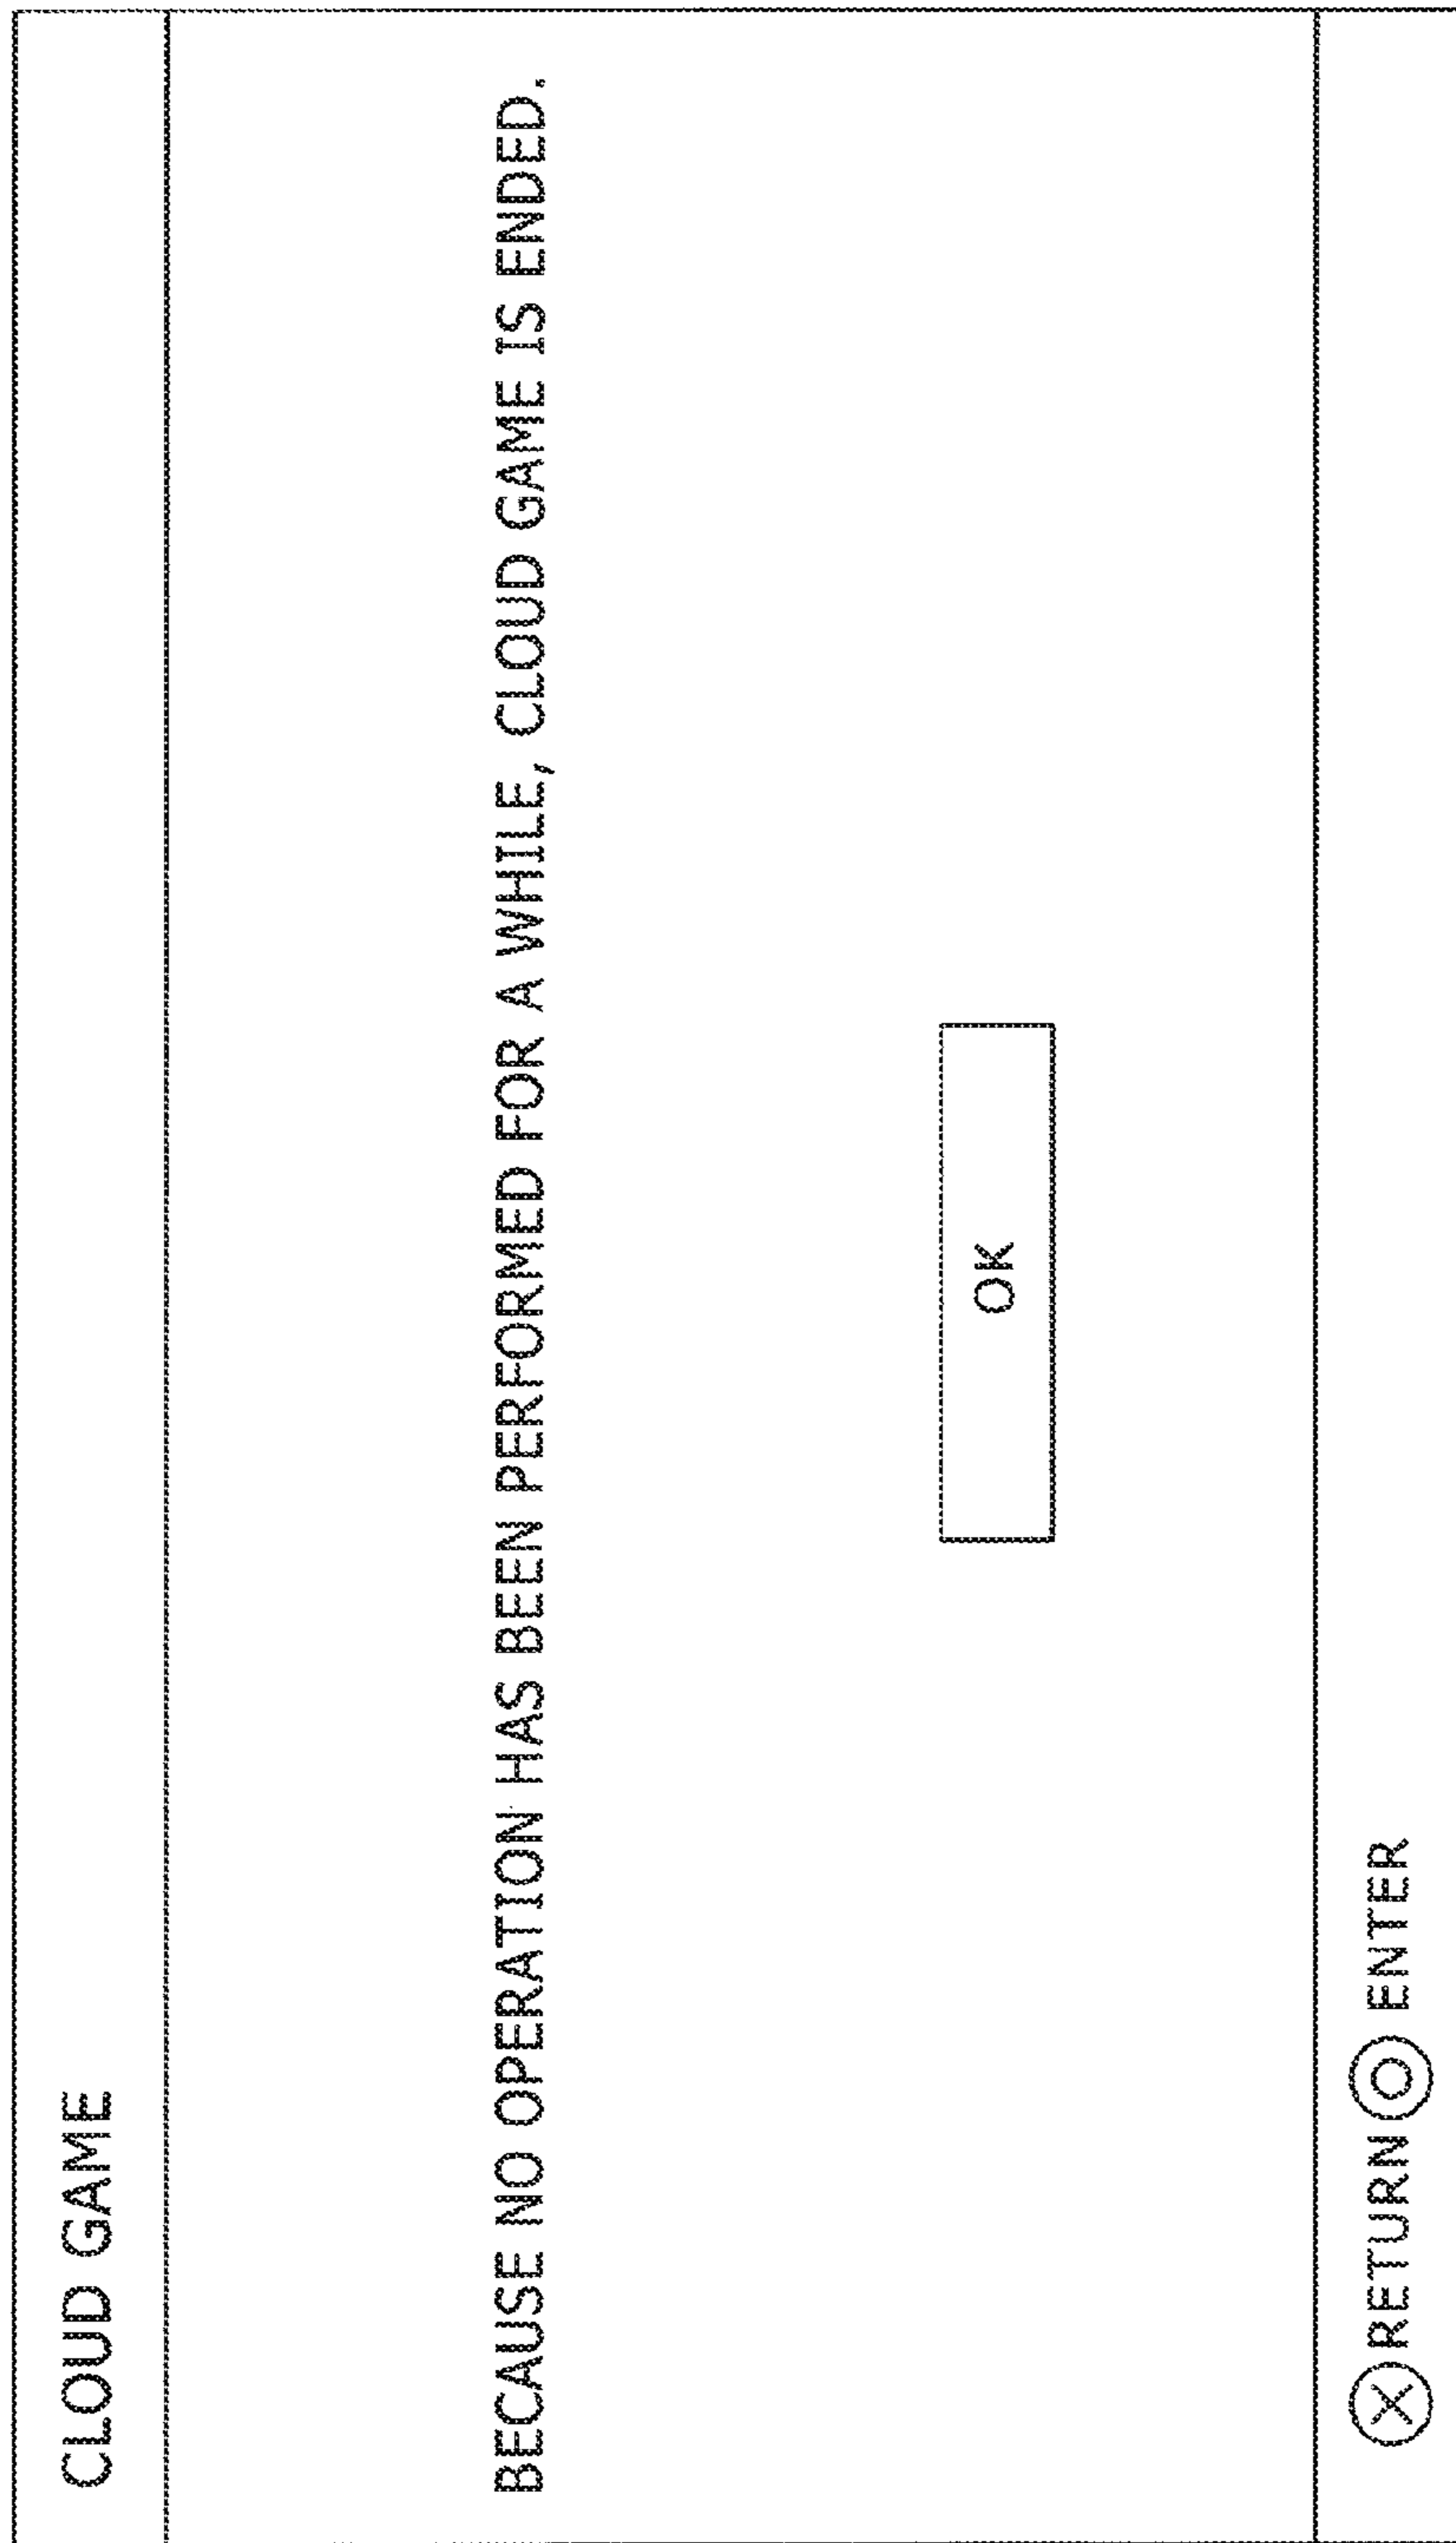 CLOUD GAME
BECAUSE NO OPERATION HAS BEEN PERFORMED FOR A WHILE, CLOUD GAME IS ENDED.
OK
Ⓧ RETURN ◎ ENTER